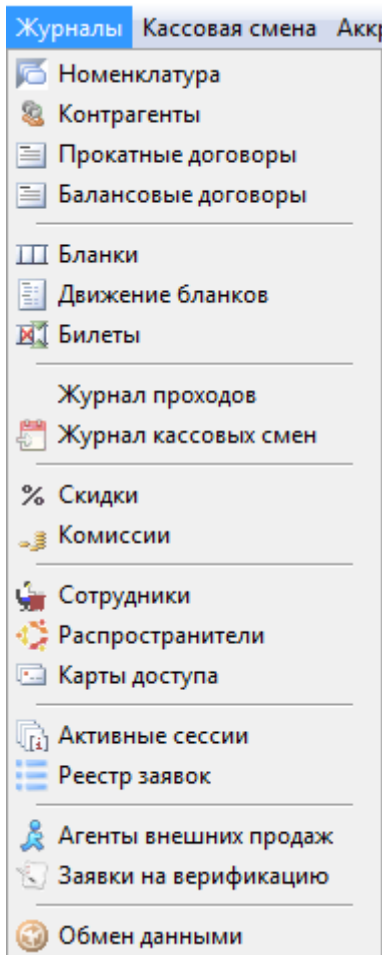 Журналы Кассовая смена Аккр
Номенклатура
Контрагенты
Прокатные договоры
Балансовые договоры
Бланки
Движение бланков
Билеты
Журнал проходов
Журнал кассовых смен
% Скидки
Комиссии
Сотрудники
Распространители
Карты доступа
Активные сессии
Реестр заявок
Агенты внешних продаж
Заявки на верификацию
Обмен данными